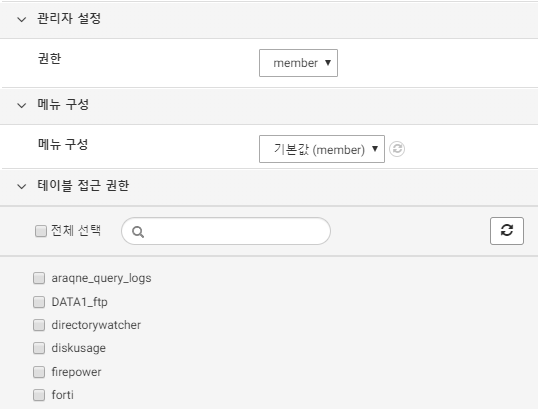 관리자 설정
권한 member
메뉴 구성
메뉴 구성 기본값 (member)
테이블 접근 권한
전체 선택
araqne_query_logs
DATA1_ftp
directorywatcher
diskusage
firepower
forti